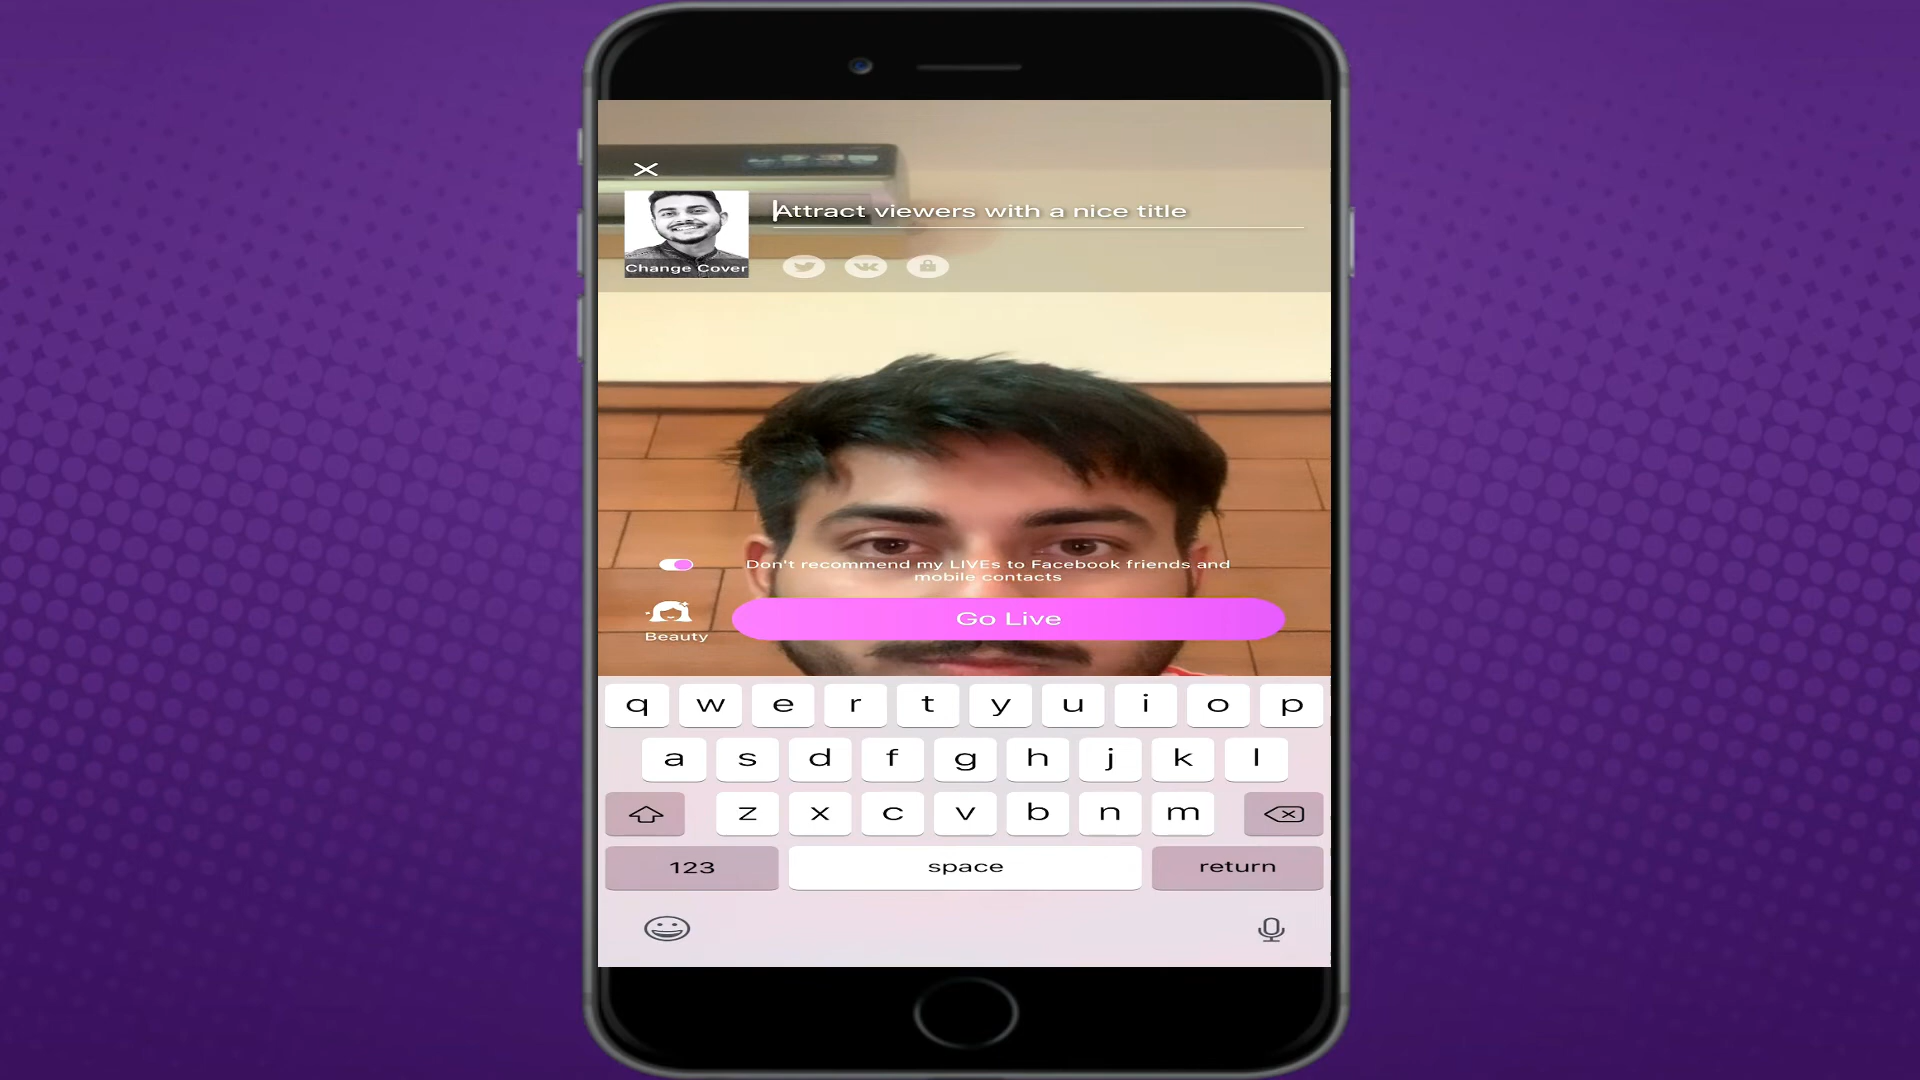 Attract viewers with a nice title
Change Cover
Don't recommend my LIVEs to Facebook friends and
mobile contacts
Beauty
Go Live
q w e r t y u i o p
a s d f g h j k l
z x c v b n m
123 space return